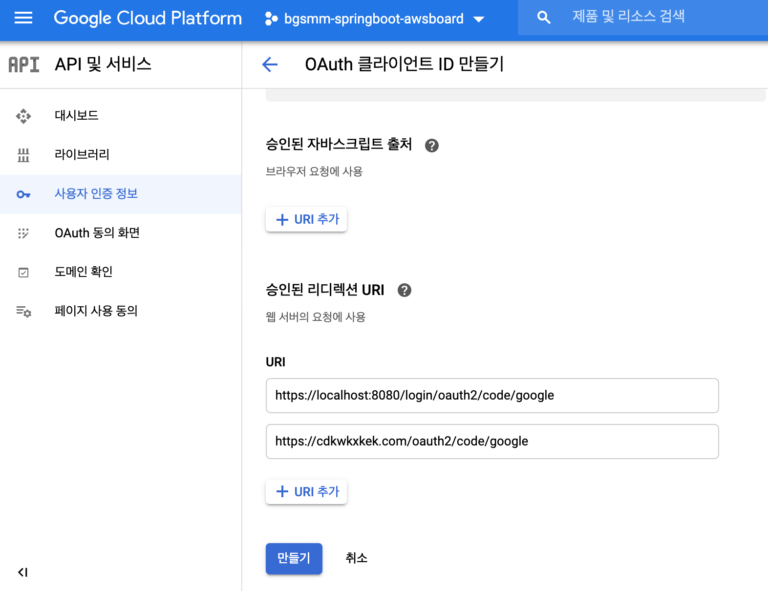 Google Cloud Platform
bgsmm-springboot-awsboard
제품 및 리소스 검색
API
API 및 서비스
OAuth 클라이언트 ID 만들기
대시보드
라이브러리
사용자 인증 정보
OAuth 동의 화면
도메인 확인
페이지 사용 동의
승인된 자바스크립트 출처
브라우저 요청에 사용
URI 추가
승인된 리디렉션 URI
웹 서버의 요청에 사용
URI
https://localhost:8080/login/oauth2/code/google
https://cdkwkxkek.com/oauth2/code/google
URI 추가
만들기
취소